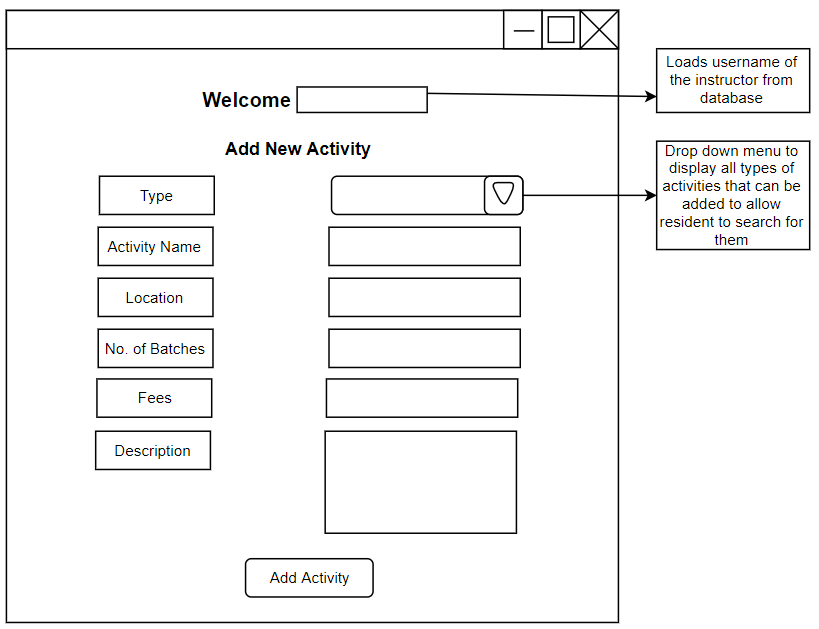 Welcome
Loads username of
the instructor from
database
Add New Activity
Drop down menu to
display all types of
activities that can be
added to allow
resident to search for
them
Type
Activity Name
Location
No. of Batches
Fees
Description
Add Activity